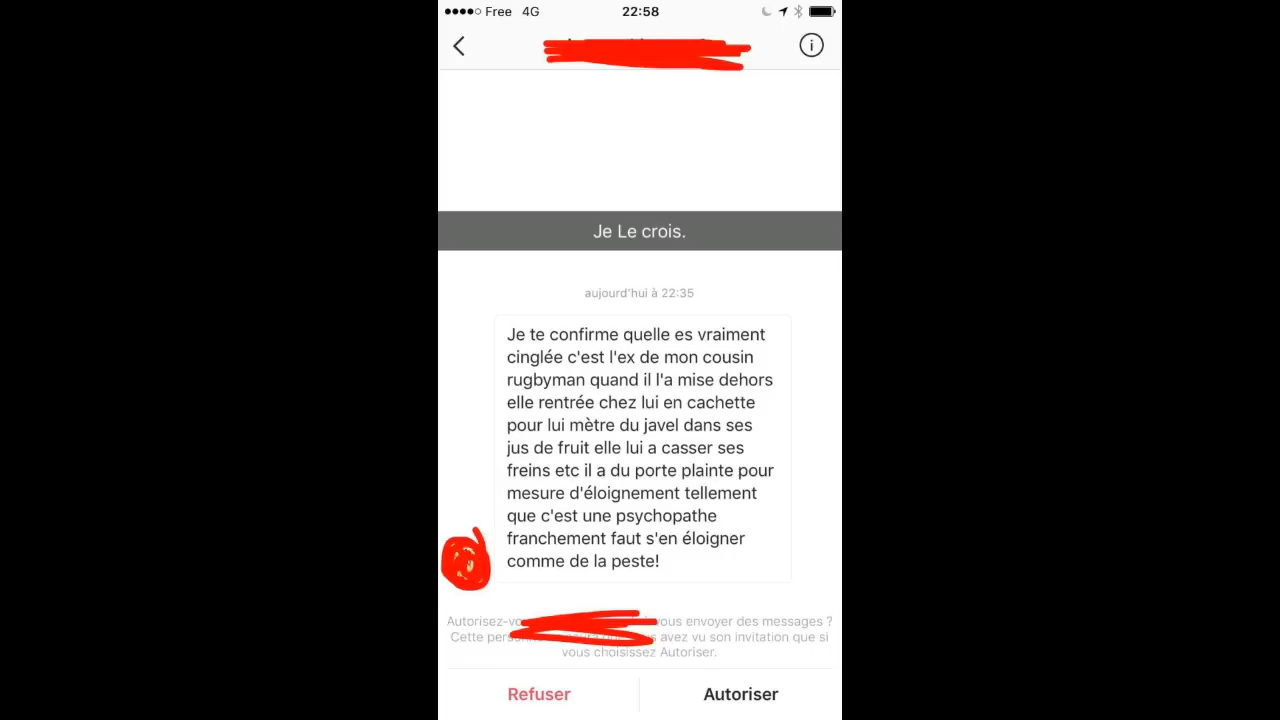 Free 4G 22:58
Je Le crois.
aujourd'hui à 22:35
Je te confirme quelle es vraiment
cinglée c'est l'ex de mon cousin
rugbyman quand il l'a mise dehors
elle rentrée chez lui en cachette
pour lui mètre du javel dans ses
jus de fruit elle lui a casser ses
freins etc il a du porte plainte pour
mesure d'éloignement tellement
que c'est une psychopathe
franchement faut s'en éloigner
comme de la peste!
vous envoyer des messages ?
Cette avez vu son invitation que si
vous choisissez Autoriser.
Refuser Autoriser